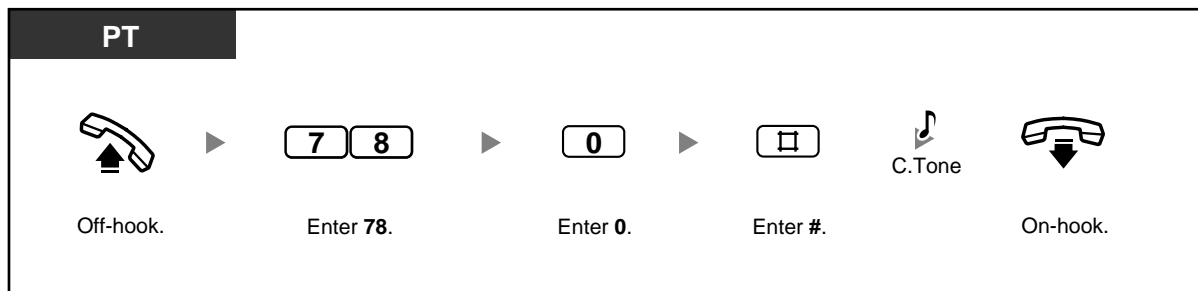 PT
7 8 0 #
C.Tone
Off-hook. Enter 78. Enter 0. Enter #. On-hook.